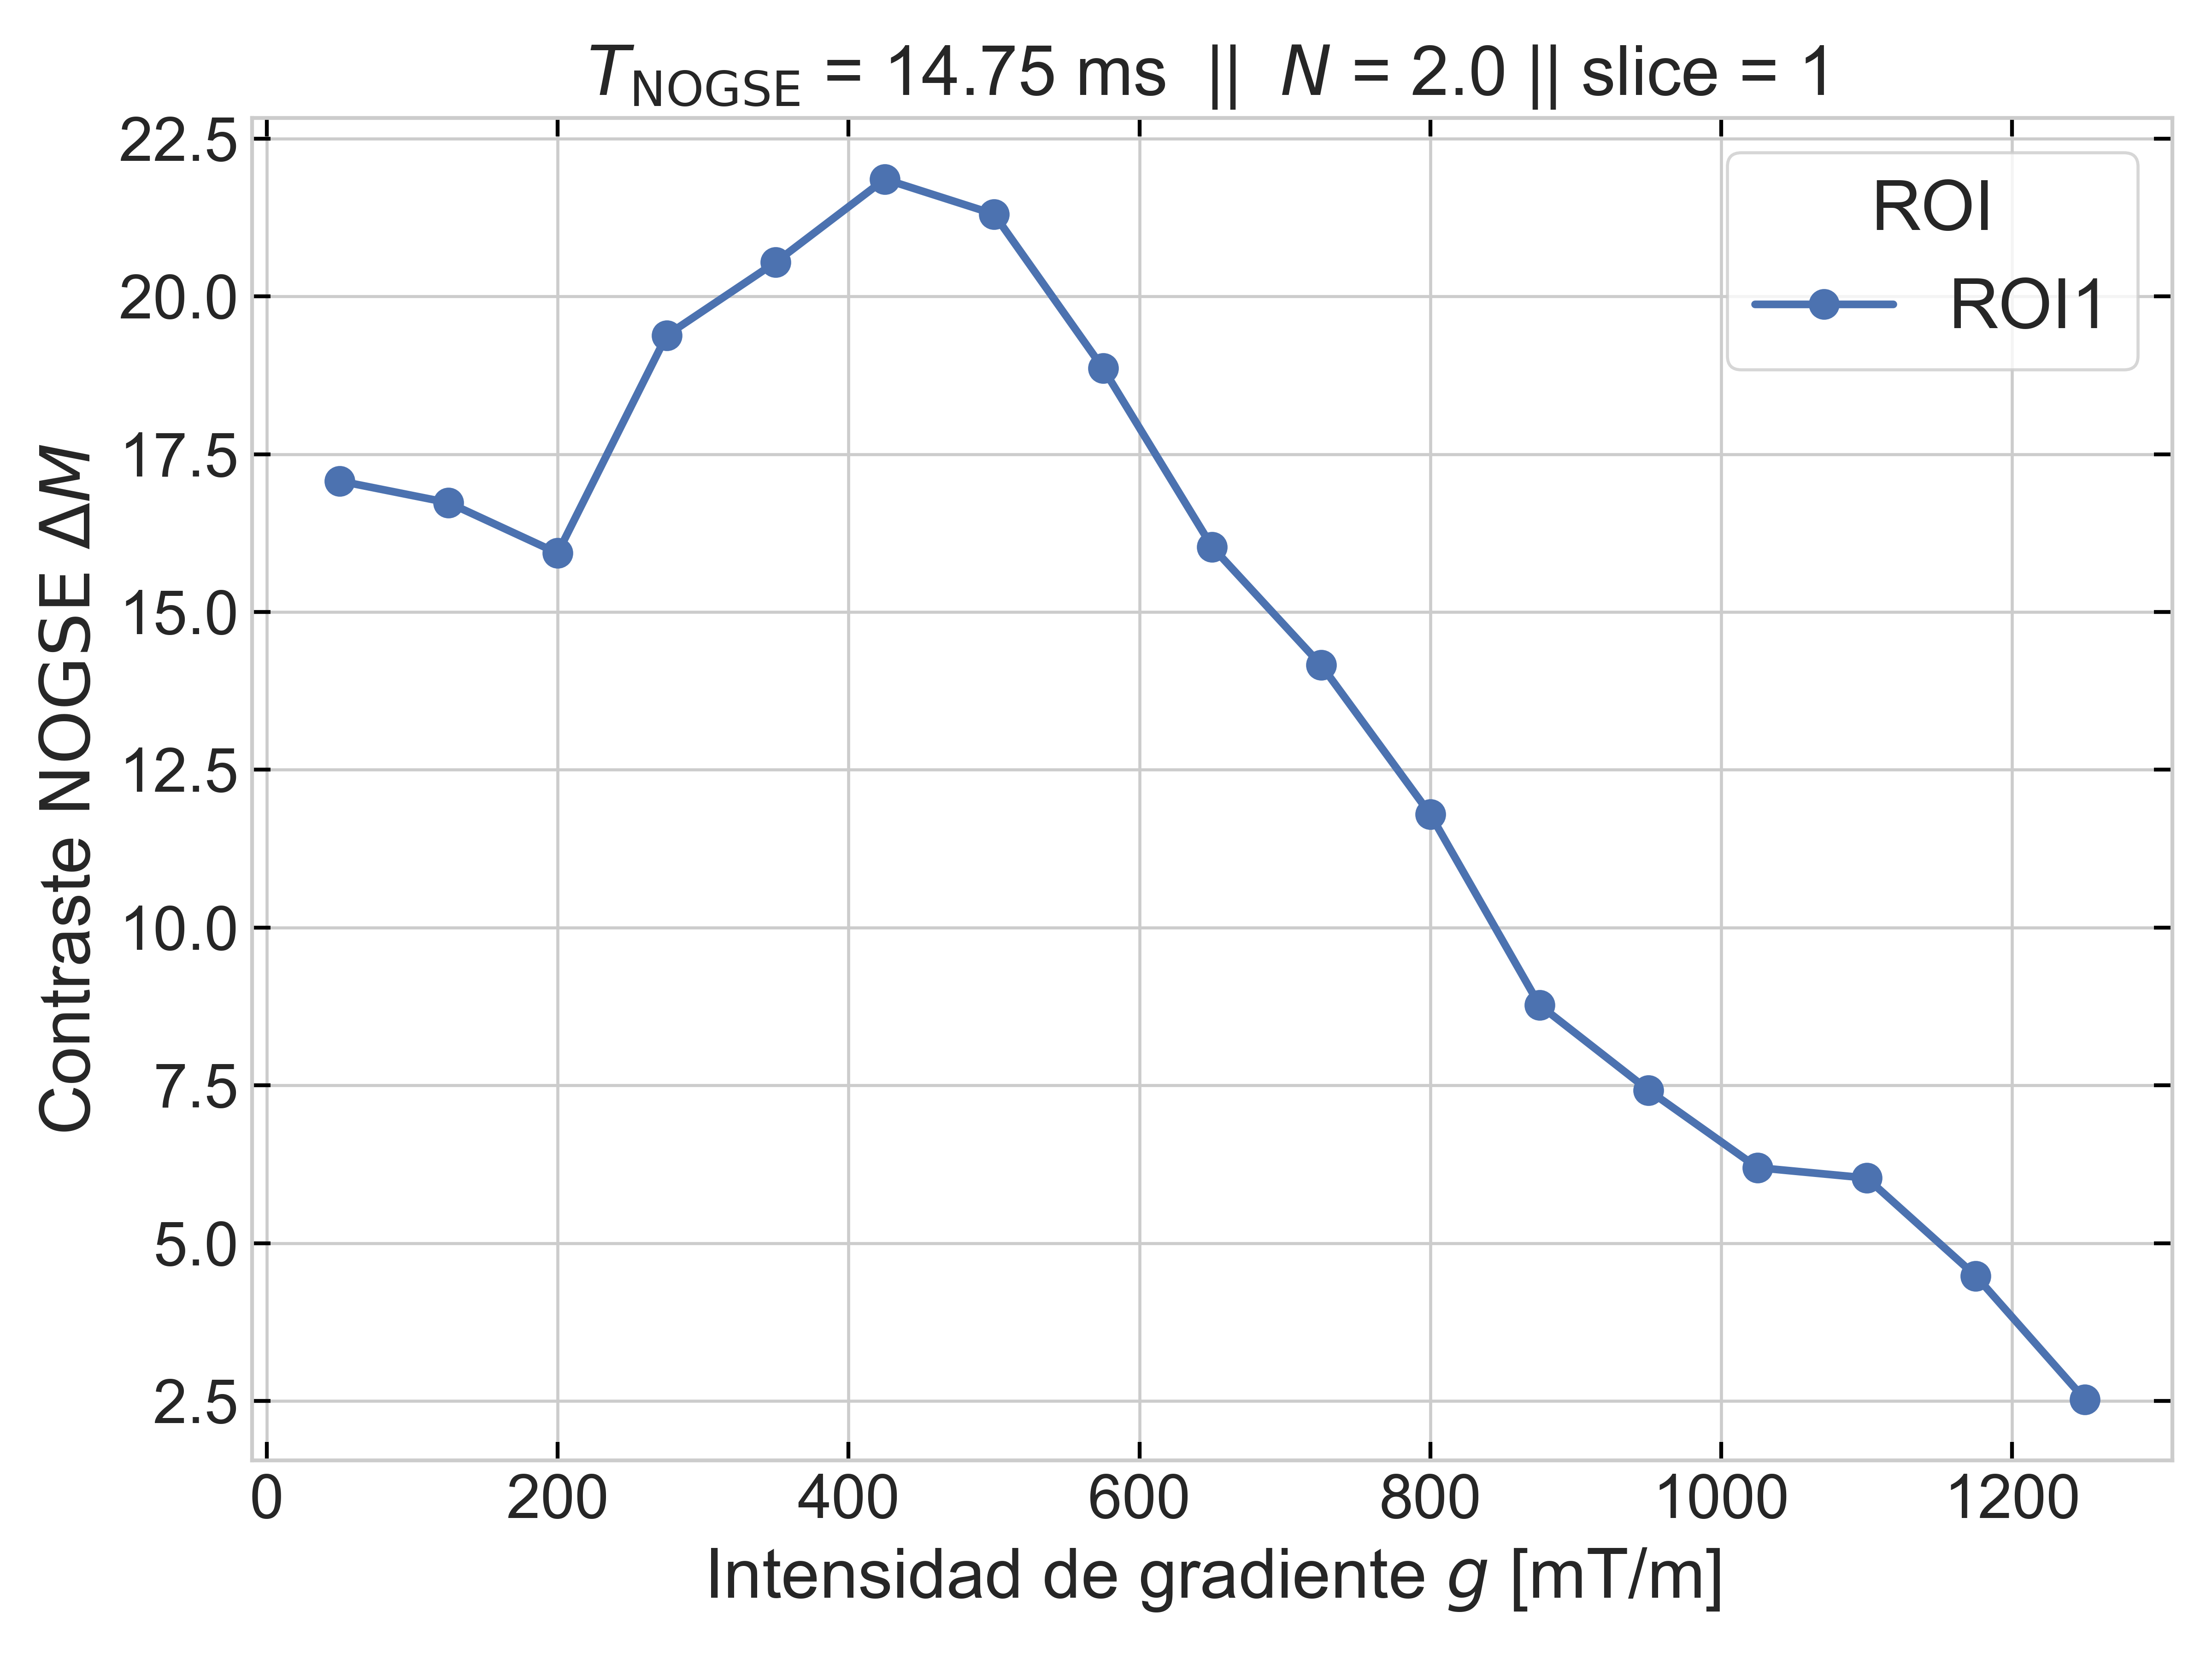 T_NOGSE = 14.75 ms || N = 2.0 || slice = 1
22.5
20.0
17.5
15.0
12.5
10.0
7.5
5.0
2.5
Contraste NOGSE ΔM
ROI
ROI1
0 200 400 600 800 1000 1200
Intensidad de gradiente g [mT/m]